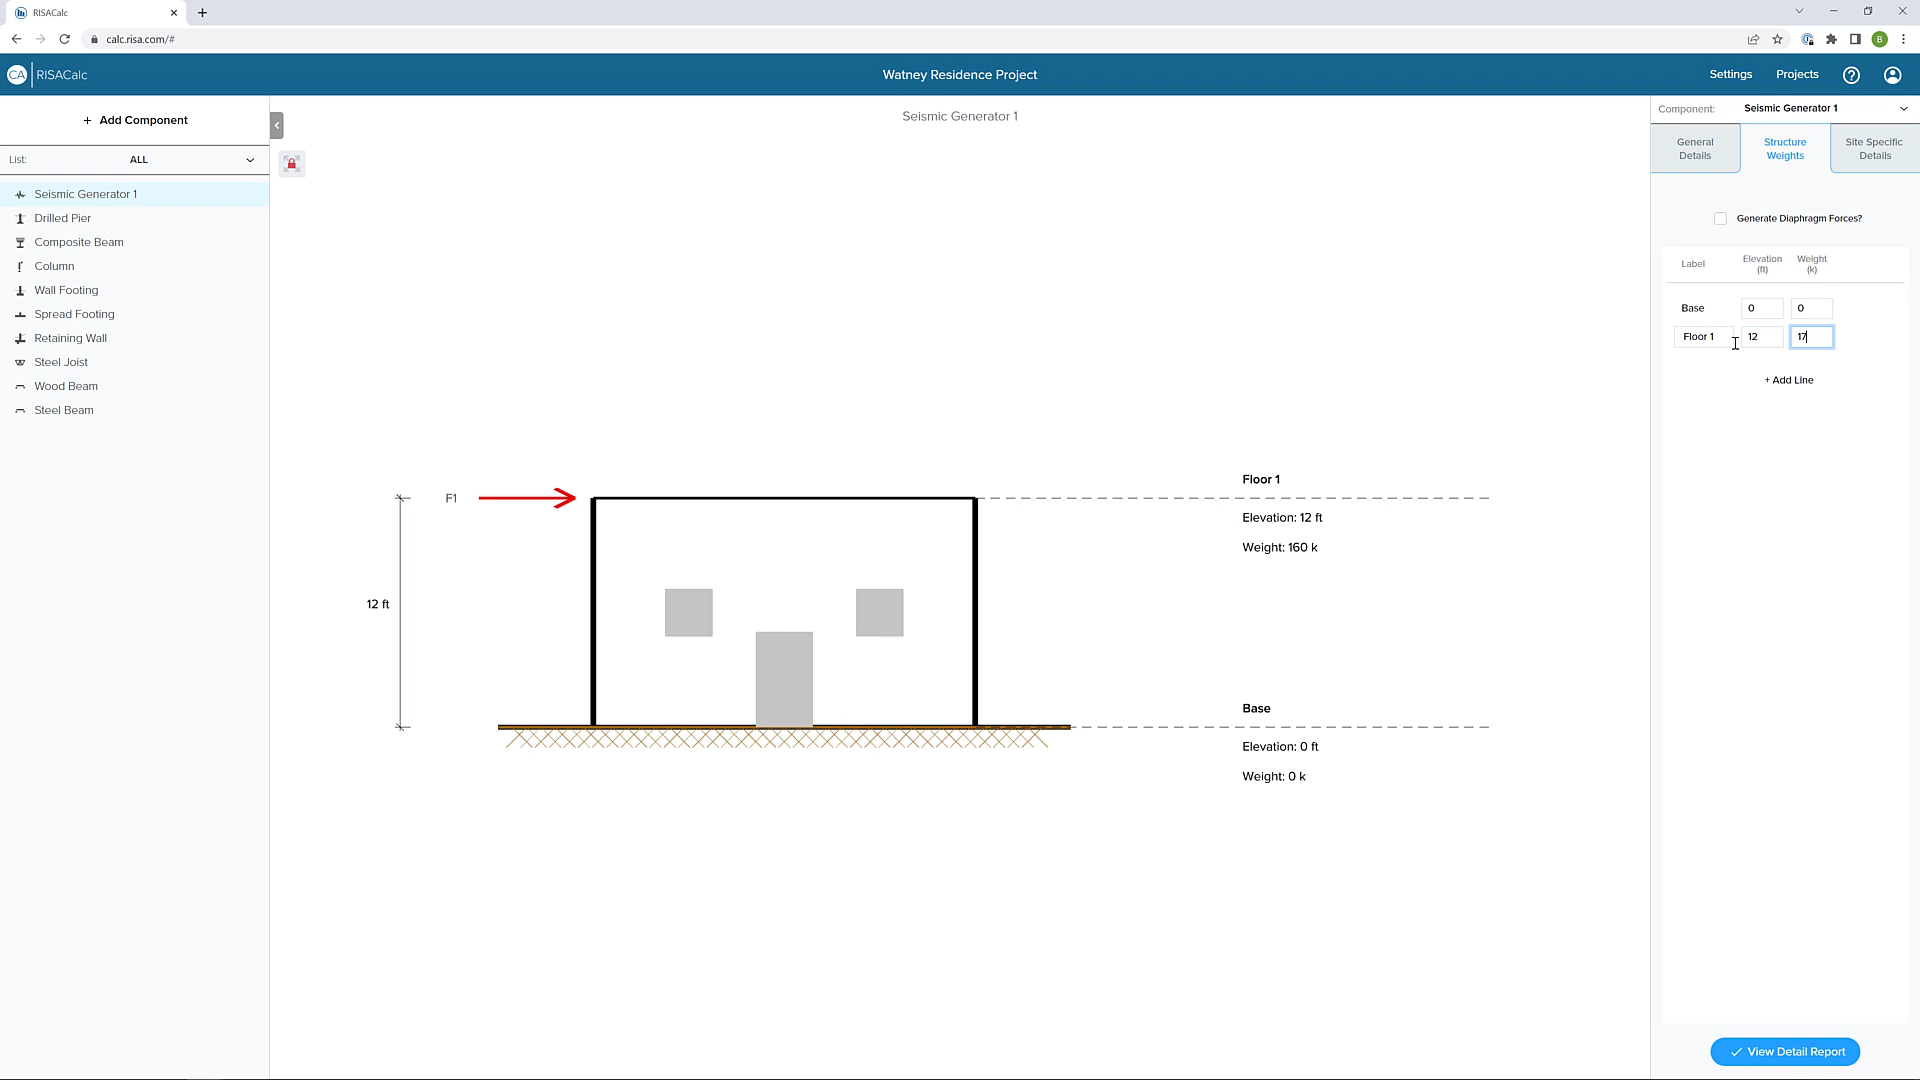 RISACalc
calc.risa.com/#
B
CA RISACalc
Watney Residence Project
Settings
Projects
?
+ Add Component
List: ALL
Seismic Generator 1
Drilled Pier
Composite Beam
Column
Wall Footing
Spread Footing
Retaining Wall
Steel Joist
Wood Beam
Steel Beam
Seismic Generator 1
F1
12 ft
Floor 1
Elevation: 12 ft
Weight: 160 k
Base
Elevation: 0 ft
Weight: 0 k
Component: Seismic Generator 1
General
Details
Structure
Weights
Site Specific
Details
Generate Diaphragm Forces?
Label
Elevation
(ft)
Weight
(k)
Base 0 0
Floor 1 12 17
+ Add Line
View Detail Report